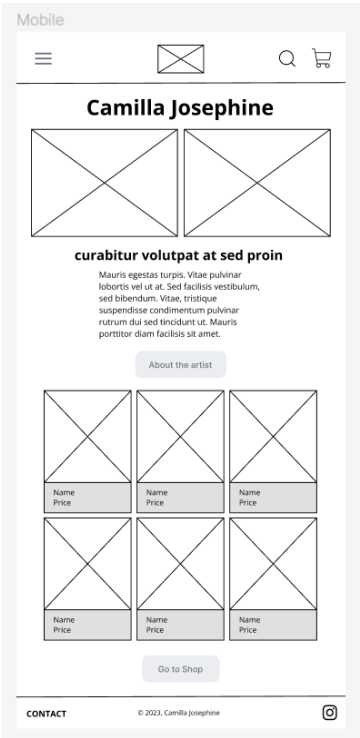 Mobile
Camilla Josephine
curabitur volutpat at sed proin
Mauris egestas turpis. Vitae pulvinar
lobortis vel ut at. Sed facilisis vestibulum,
sed bibendum. Vitae, tristique
suspendisse condimentum pulvinar
rutrum dui sed tincidunt ut. Mauris
porttitor diam facilisis sit amet.
About the artist
Name
Price
Name
Price
Name
Price
Name
Price
Name
Price
Name
Price
Go to Shop
CONTACT
© 2023, Camilla Josephine